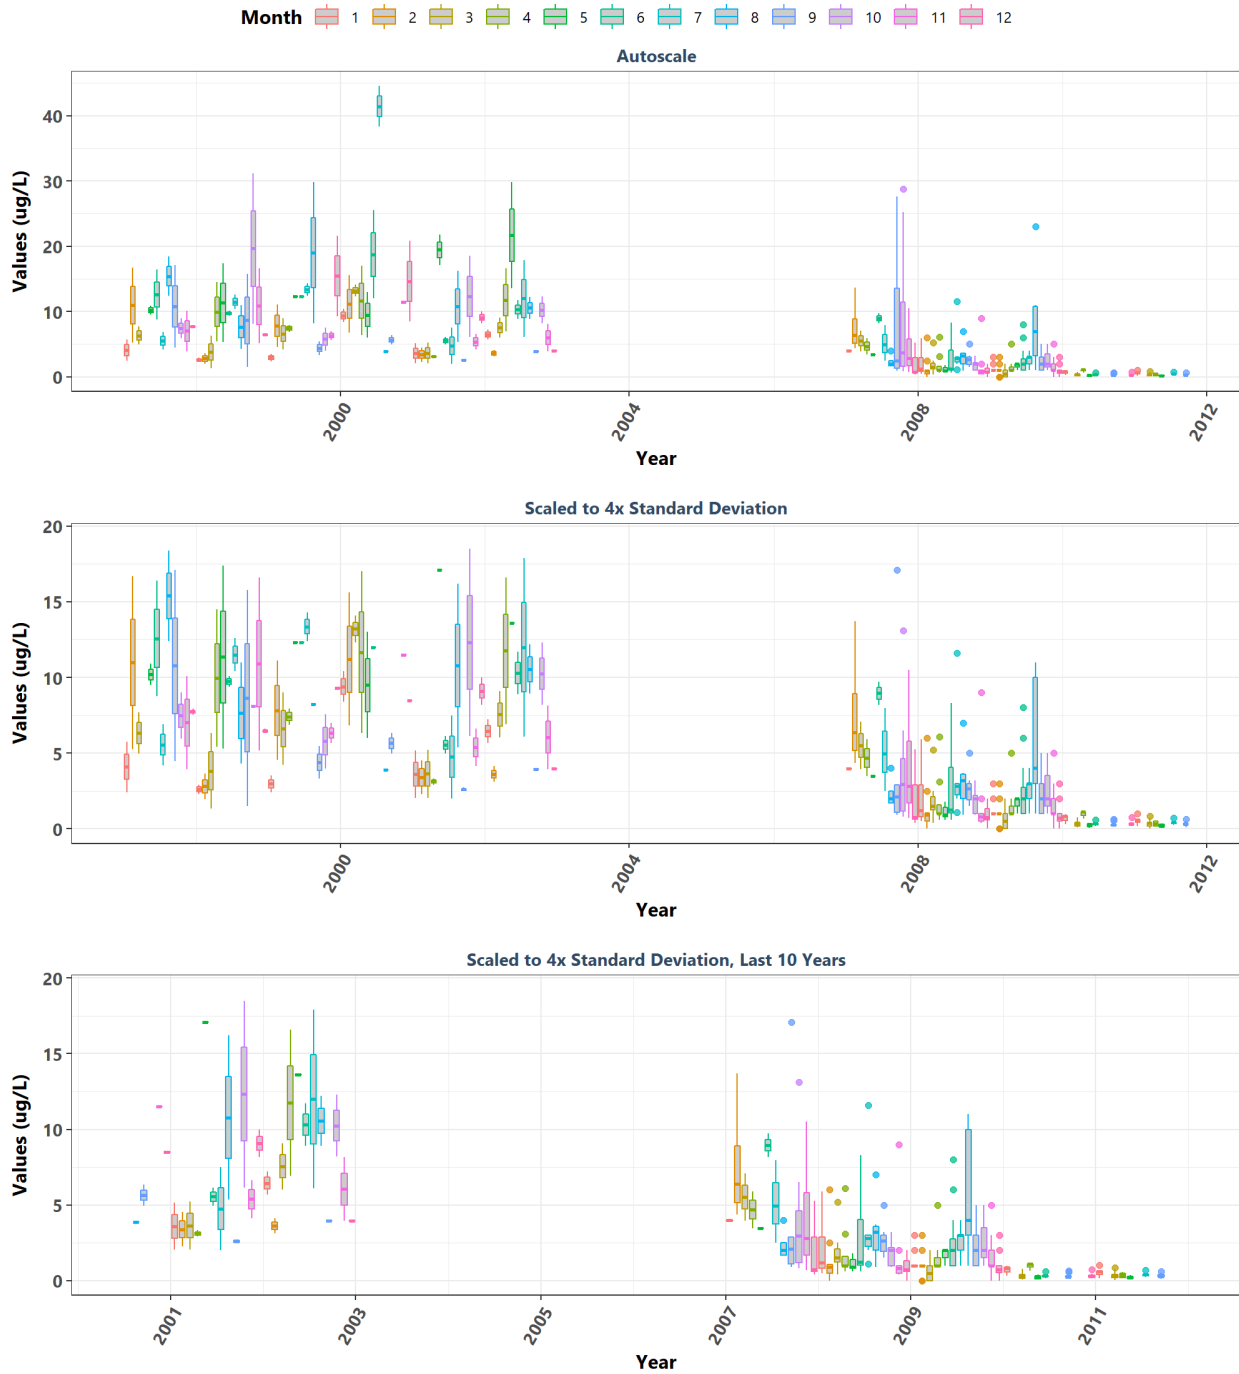 Month 1 2 3 4 5 6 7 8 9 10 11 12
Autoscale
Values (ug/L)
40
30
20
10
0
2000 2004 2008 2012
Year
Scaled to 4x Standard Deviation
Values (ug/L)
20
15
10
5
0
2000 2004 2008 2012
Year
Scaled to 4x Standard Deviation, Last 10 Years
Values (ug/L)
20
15
10
5
0
2001 2003 2005 2007 2009 2011
Year